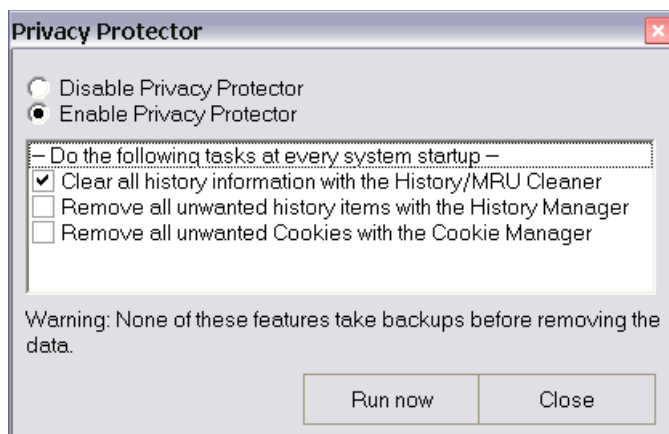 Privacy Protector
Disable Privacy Protector
Enable Privacy Protector
– Do the following tasks at every system startup –
Clear all history information with the History/MRU Cleaner
Remove all unwanted history items with the History Manager
Remove all unwanted Cookies with the Cookie Manager
Warning: None of these features take backups before removing the
data.
Run now
Close